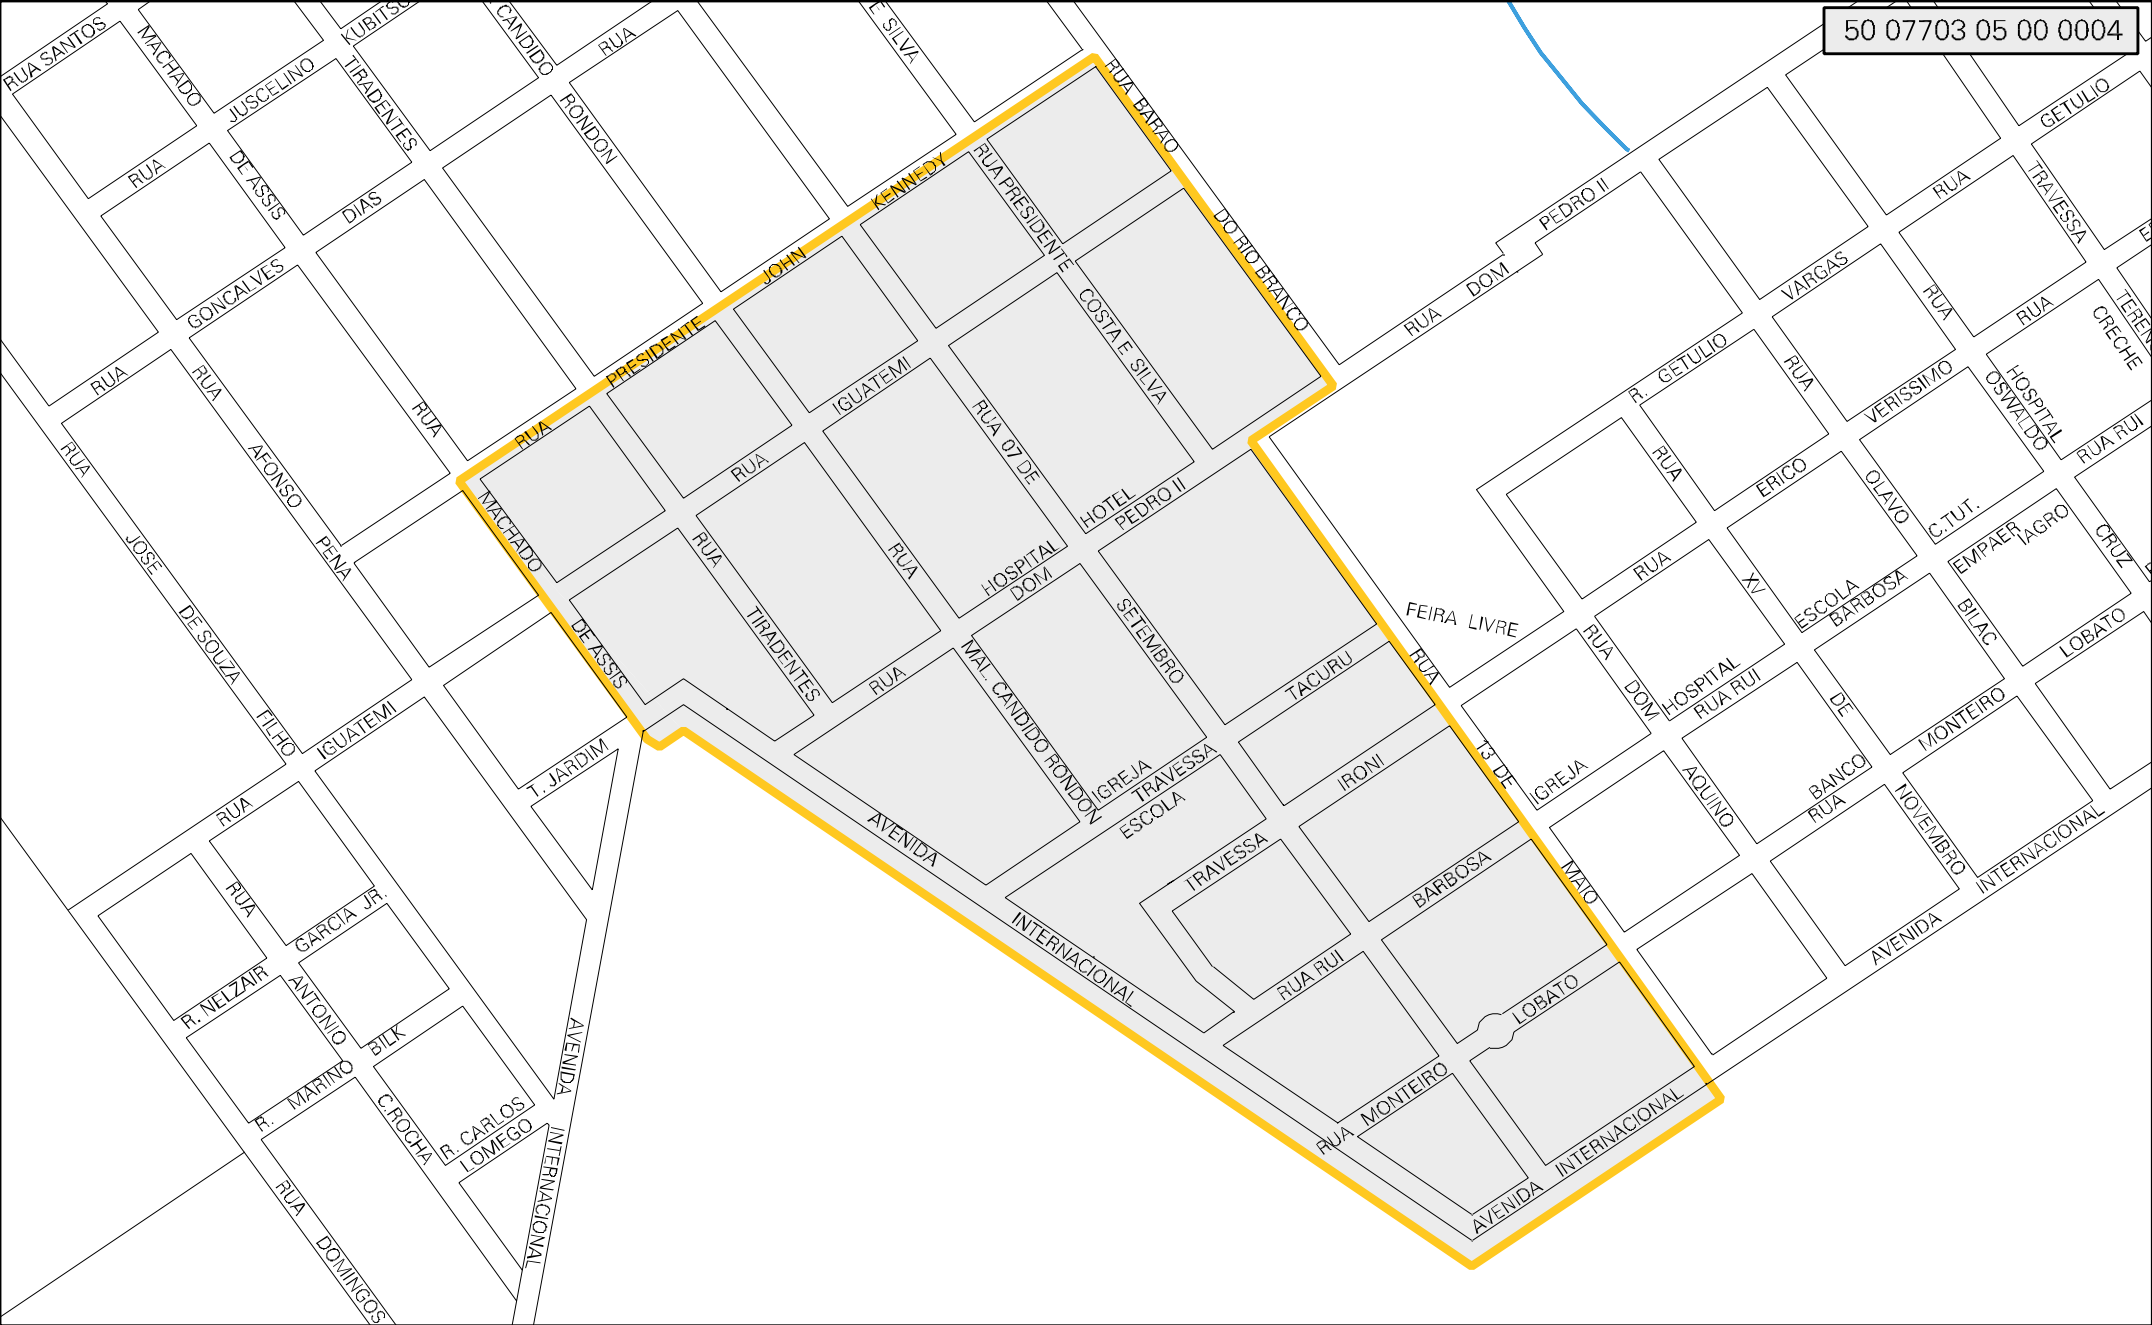 50 07703 05 00 0004
RUA SANTOS
MACHADO
JUSCELINO
TIRADENTES
CANDIDO
RUA
E SILVA
RONDON
RUA
DE ASSIS
DIAS
GONCALVES
RUA
RUA
AFONSO
PENA
RUA
RUA
JOSE
DE SOUZA
FILHO
RUA
PRESIDENTE
JOHN
KENNEDY
RUA BARAO
DO RIO BRANCO
RUA PRESIDENTE
COSTA E SILVA
RUA
IGUATEMI
RUA 07 DE
SETEMBRO
MACHADO
DE ASSIS
RUA
TIRADENTES
RUA
MAL. CANDIDO RONDON
HOTEL
PEDRO II
HOSPITAL
DOM
RUA
TACURU
IRONI
IGREJA
TRAVESSA
ESCOLA
TRAVESSA
BARBOSA
RUA RUI
LOBATO
RUA MONTEIRO
AVENIDA
INTERNACIONAL
AVENIDA
INTERNACIONAL
RUA
DOM
PEDRO II
GETULIO
RUA
TRAVESSA
VARGAS
RUA
RUA
CRECHE
R. GETULIO
RUA
VERISSIMO
HOSPITAL
OSWALDO
RUA RUI
RUA
ERICO
OLAVO
C.TUT.
EMPAER
IAGRO
CRUZ
RUA
XV
ESCOLA
BARBOSA
BILAC
LOBATO
FEIRA LIVRE
RUA
DOM
HOSPITAL
RUA RUI
DE
MONTEIRO
RUA
13 DE
MAIO
IGREJA
AQUINO
BANCO
RUA
NOVEMBRO
INTERNACIONAL
AVENIDA
IGUATEMI
RUA
T. JARDIM
RUA
GARCIA JR.
R. NELZAIR
ANTONIO
BILK
R. MARINO
C.ROCHA
R. CARLOS
LOMEGO
AVENIDA
INTERNACIONAL
RUA
DOMINGOS